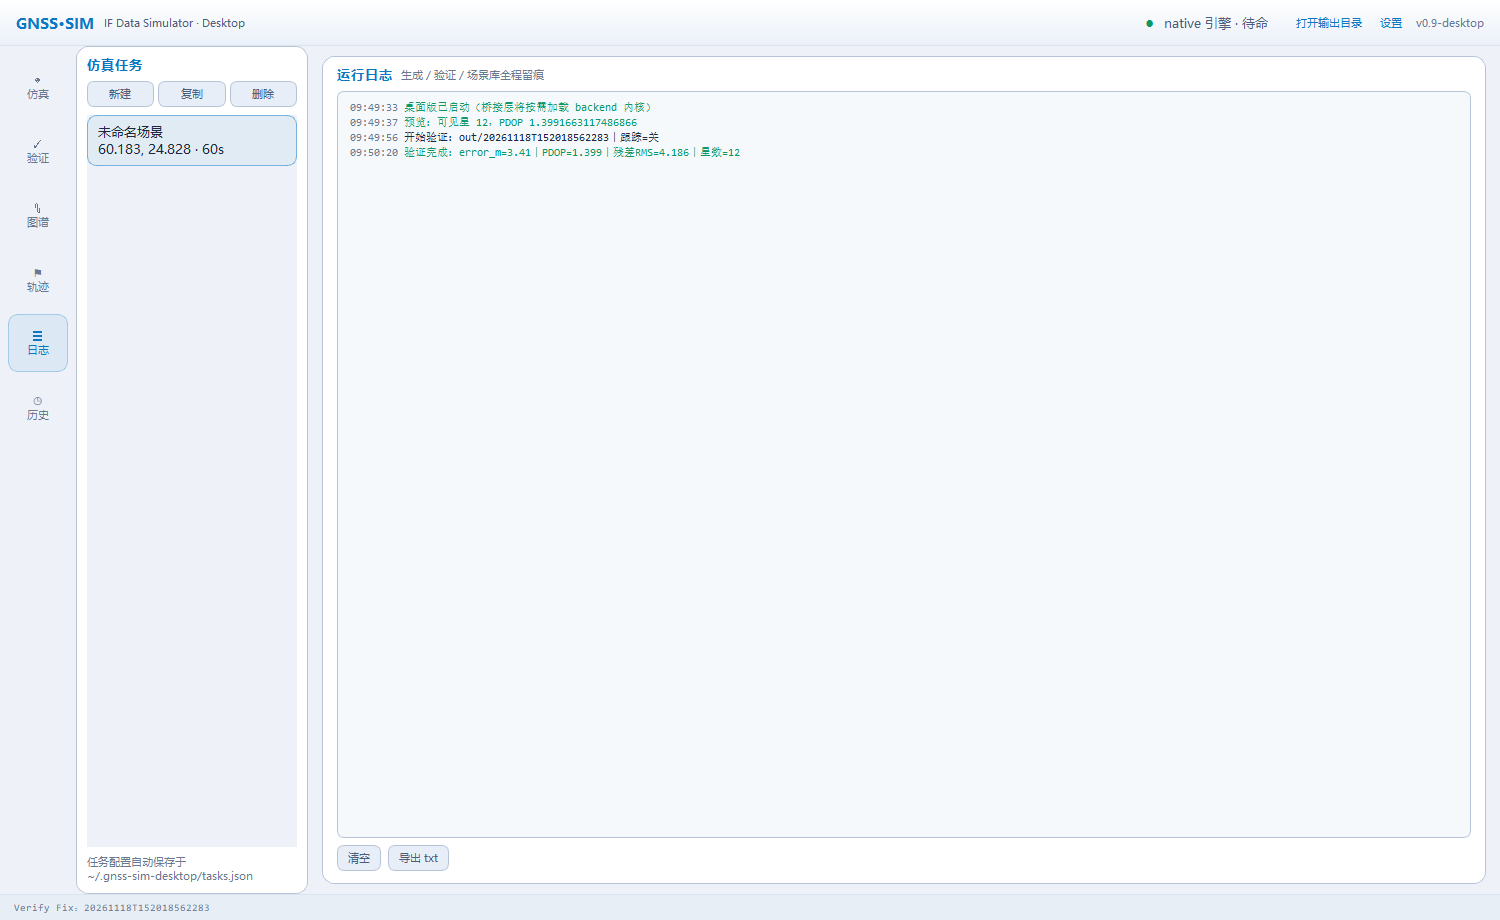 GNSS•SIM IF Data Simulator · Desktop
● native 引擎 · 待命 打开输出目录 设置 v0.9-desktop
仿真
验证
图谱
轨迹
日志
历史
仿真任务
新建 复制 删除
未命名场景
60.183, 24.828 · 60s
任务配置自动保存于
~/.gnss-sim-desktop/tasks.json
运行日志 生成 / 验证 / 场景库全程留痕
09:49:33 桌面版已启动（桥接层将按需加载 backend 内核）
09:49:37 预览：可见星 12，PDOP 1.3991663117486866
09:49:56 开始验证：out/20261118T152018562283｜跟踪=关
09:50:20 验证完成：error_m=3.41｜PDOP=1.399｜残差RMS=4.186｜星数=12
清空 导出 txt
Verify Fix：20261118T152018562283